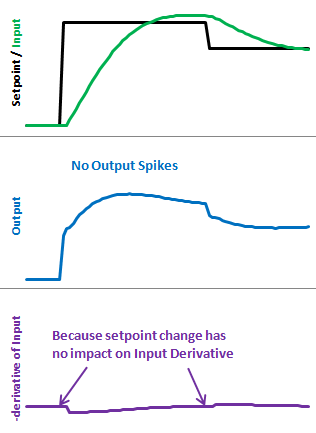 Setpoint / Input
No Output Spikes
Output
Because setpoint change has
no impact on Input Derivative
-derivative of Input